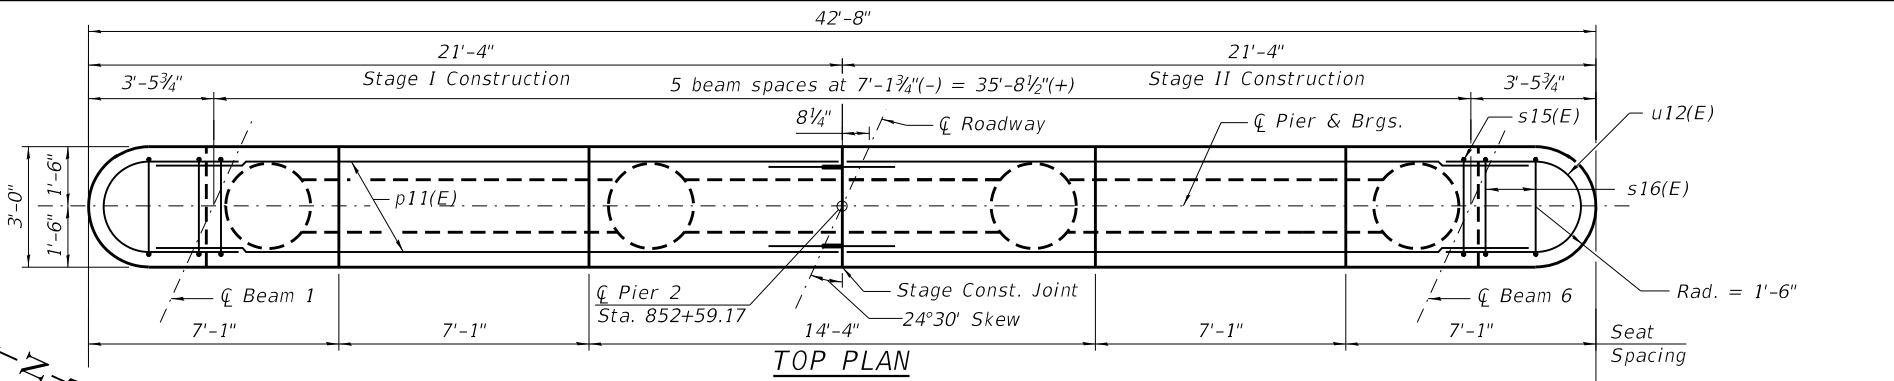 42'-8"
21'-4" 21'-4"
3'-5¾" Stage I Construction 5 beam spaces at 7'-1¾"(-) = 35'-8½"(+) Stage II Construction 3'-5¾"
8¼" ℄ Roadway ℄ Pier & Brgs. s15(E) u12(E)
3'-0" 1'-6" 1'-6"
p11(E) s16(E)
℄ Beam 1 ℄ Pier 2 Stage Const. Joint ℄ Beam 6 Rad. = 1'-6"
Sta. 852+59.17 24°30' Skew
7'-1" 7'-1" 14'-4" 7'-1" 7'-1" Seat
Spacing
TOP PLAN
N